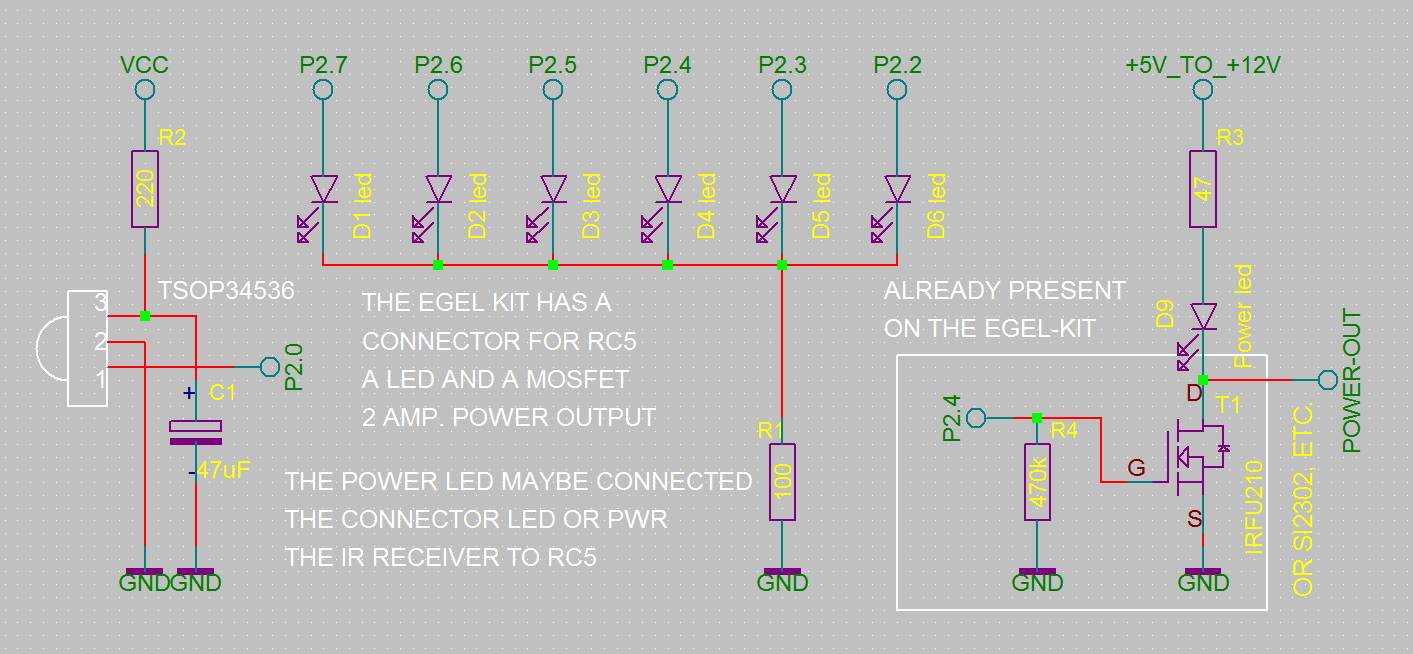 VCC
P2.7
P2.6
P2.5
P2.4
P2.3
P2.2
+5V_TO_+12V
R2
220
R3
47
D1 led
D2 led
D3 led
D4 led
D5 led
D6 led
TSOP34536
3
2
1
P2.0
+
C1
-
47uF
GND
GND
THE EGEL KIT HAS A
CONNECTOR FOR RC5
A LED AND A MOSFET
2 AMP. POWER OUTPUT
THE POWER LED MAYBE CONNECTED
THE CONNECTOR LED OR PWR
THE IR RECEIVER TO RC5
R1
100
GND
ALREADY PRESENT
ON THE EGEL-KIT
D9
Power led
POWER-OUT
P2.4
R4
470k
GND
D
T1
G
S
IRFU210
OR SI2302, ETC.
GND